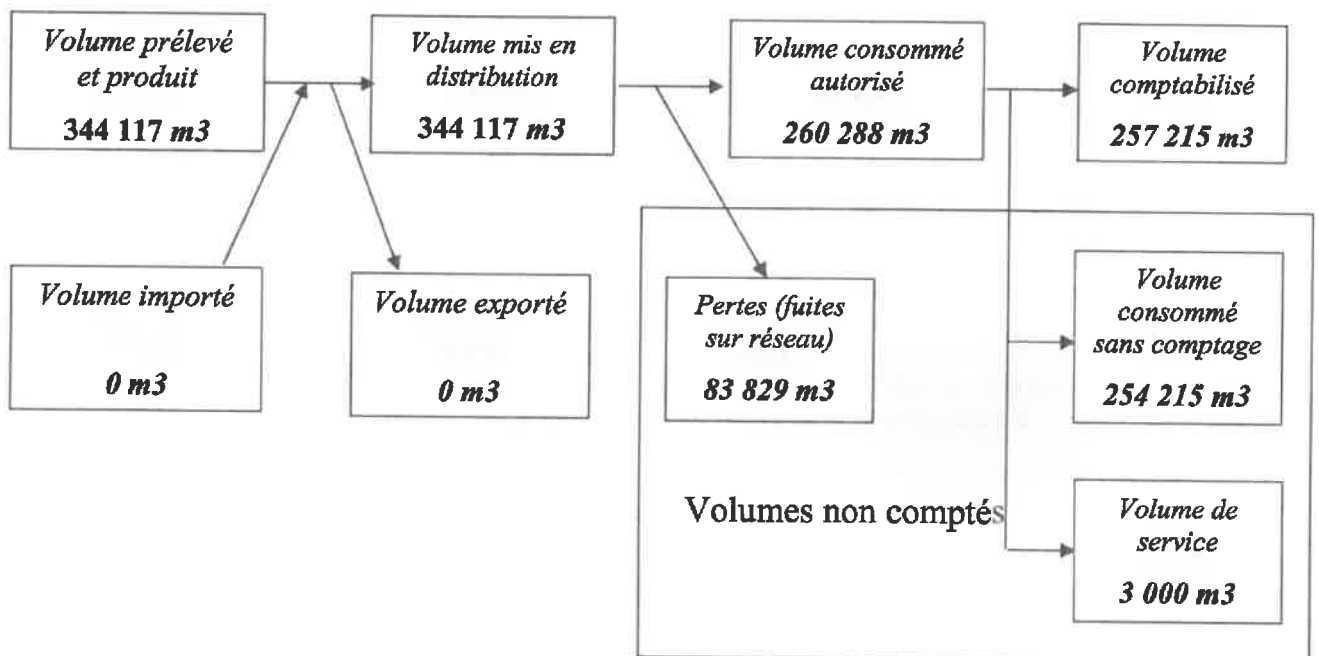 Volume prélevé
et produit
344 117 m3
Volume mis en
distribution
344 117 m3
Volume consommé
autorisé
260 288 m3
Volume
comptabilisé
257 215 m3
Volume importé
0 m3
Volume exporté
0 m3
Pertes (fuites
sur réseau)
83 829 m3
Volume
consommé
sans comptage
254 215 m3
Volumes non comptés
Volume de
service
3 000 m3